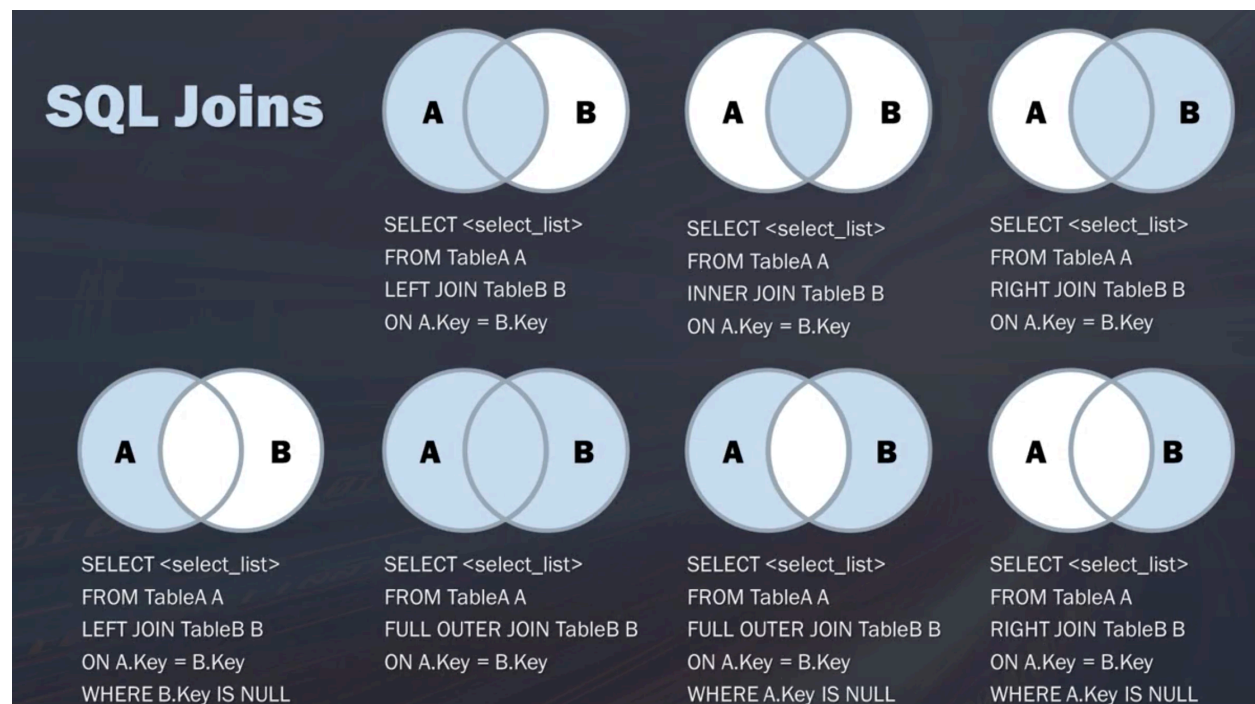 SQL Joins
A B
SELECT <select_list>
FROM TableA A
LEFT JOIN TableB B
ON A.Key = B.Key
A B
SELECT <select_list>
FROM TableA A
INNER JOIN TableB B
ON A.Key = B.Key
A B
SELECT <select_list>
FROM TableA A
RIGHT JOIN TableB B
ON A.Key = B.Key
A B
SELECT <select_list>
FROM TableA A
LEFT JOIN TableB B
ON A.Key = B.Key
WHERE B.Key IS NULL
A B
SELECT <select_list>
FROM TableA A
FULL OUTER JOIN TableB B
ON A.Key = B.Key
A B
SELECT <select_list>
FROM TableA A
FULL OUTER JOIN TableB B
ON A.Key = B.Key
WHERE A.Key IS NULL
A B
SELECT <select_list>
FROM TableA A
RIGHT JOIN TableB B
ON A.Key = B.Key
WHERE A.Key IS NULL